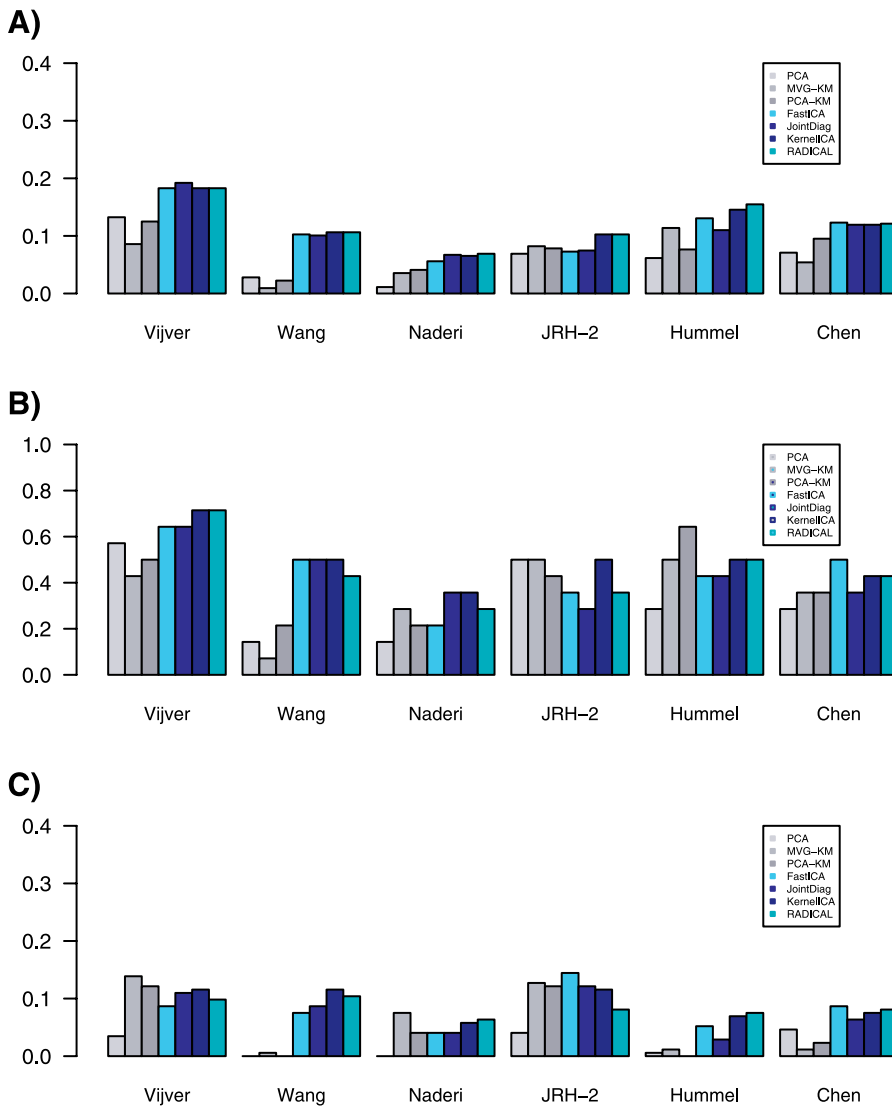 A)
0.4
0.3
0.2
0.1
0.0
PCA
MVG-KM
PCA-KM
FastICA
JointDiag
KernelICA
RADICAL
Vijver Wang Naderi JRH-2 Hummel Chen
B)
1.0
0.8
0.6
0.4
0.2
0.0
PCA
MVG-KM
PCA-KM
FastICA
JointDiag
KernelICA
RADICAL
Vijver Wang Naderi JRH-2 Hummel Chen
C)
0.4
0.3
0.2
0.1
0.0
PCA
MVG-KM
PCA-KM
FastICA
JointDiag
KernelICA
RADICAL
Vijver Wang Naderi JRH-2 Hummel Chen